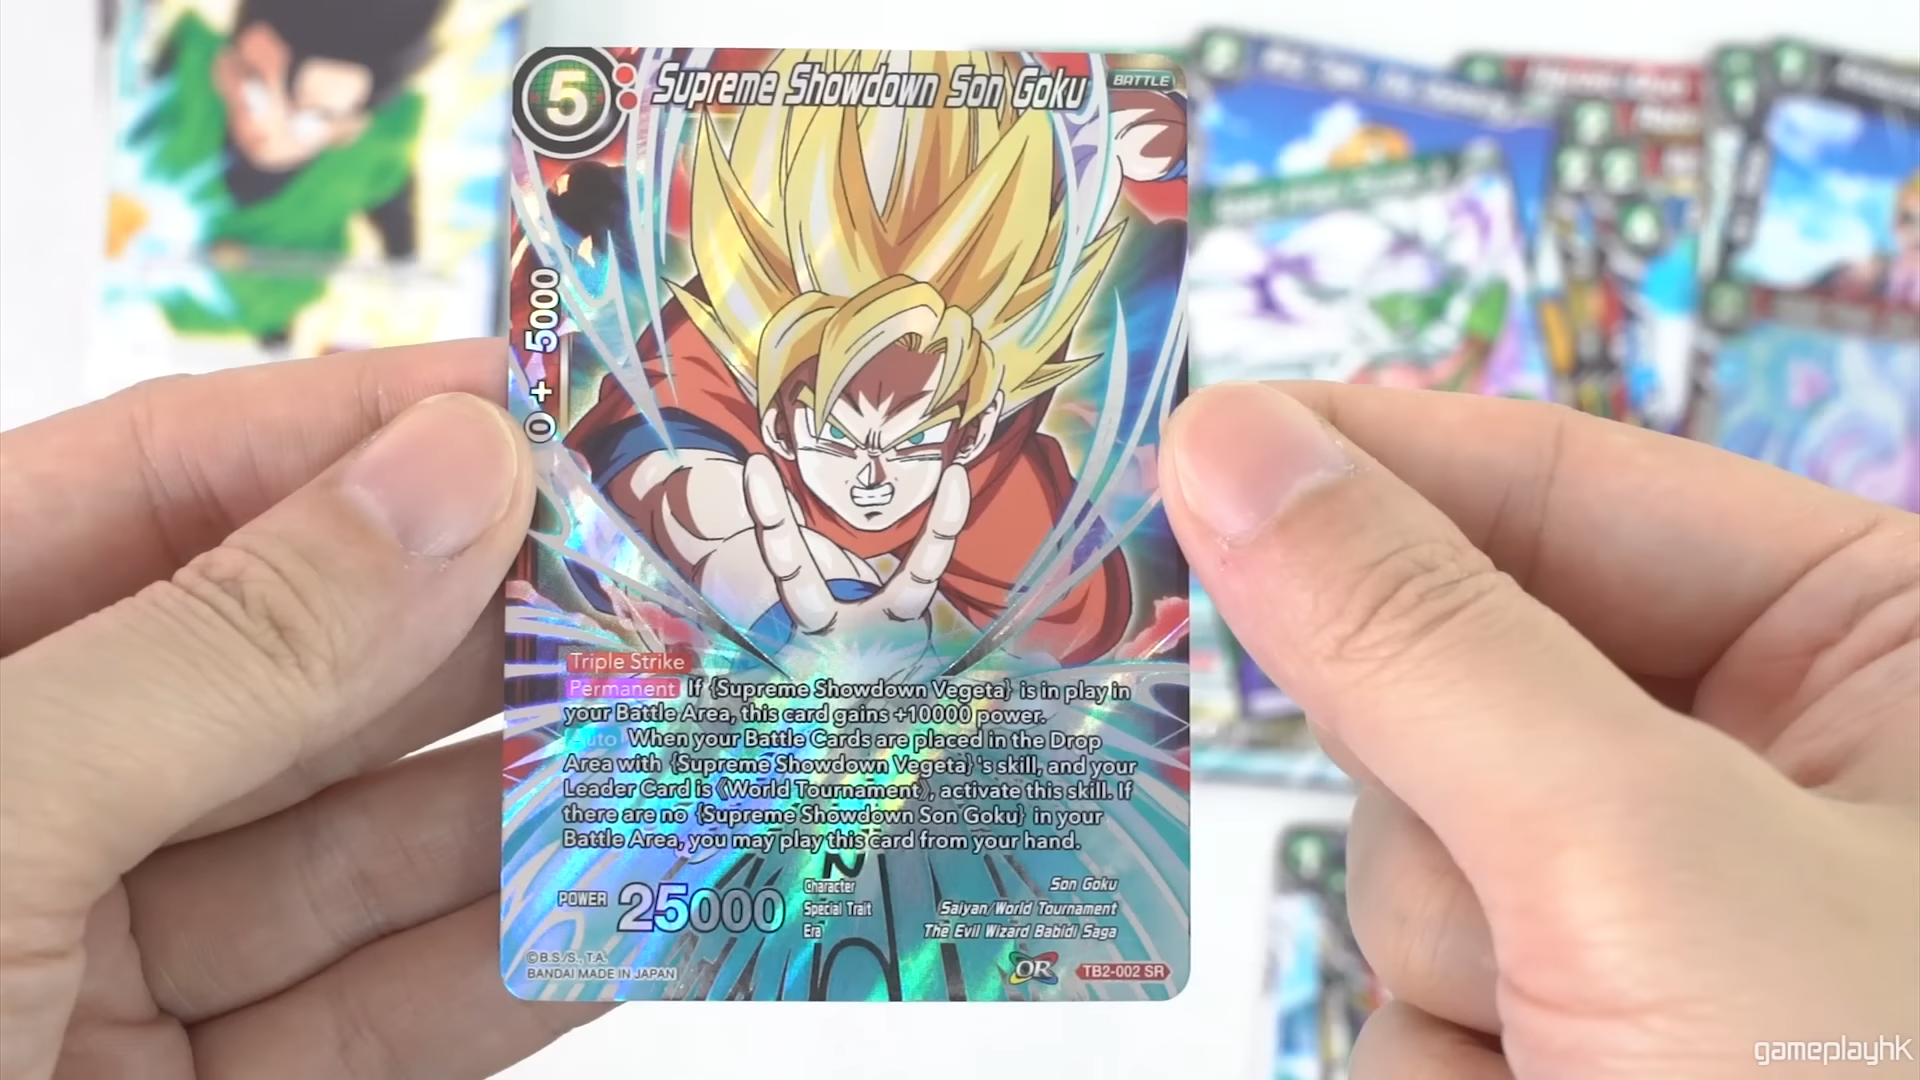 5
Supreme Showdown Son Goku
BATTLE
0 + 5000
Triple Strike
Permanent If {Supreme Showdown Vegeta} is in play in
your Battle Area, this card gains +10000 power.
Auto When your Battle Cards are placed in the Drop
Area with {Supreme Showdown Vegeta}'s skill, and your
Leader Card is 《World Tournament》, activate this skill. If
there are no {Supreme Showdown Son Goku} in your
Battle Area, you may play this card from your hand.
POWER 25000
Character Son Goku
Special Trait Saiyan/World Tournament
Era The Evil Wizard Babidi Saga
©B.S./S., T.A.
BANDAI MADE IN JAPAN
OR
TB2-002 SR
gameplayhk